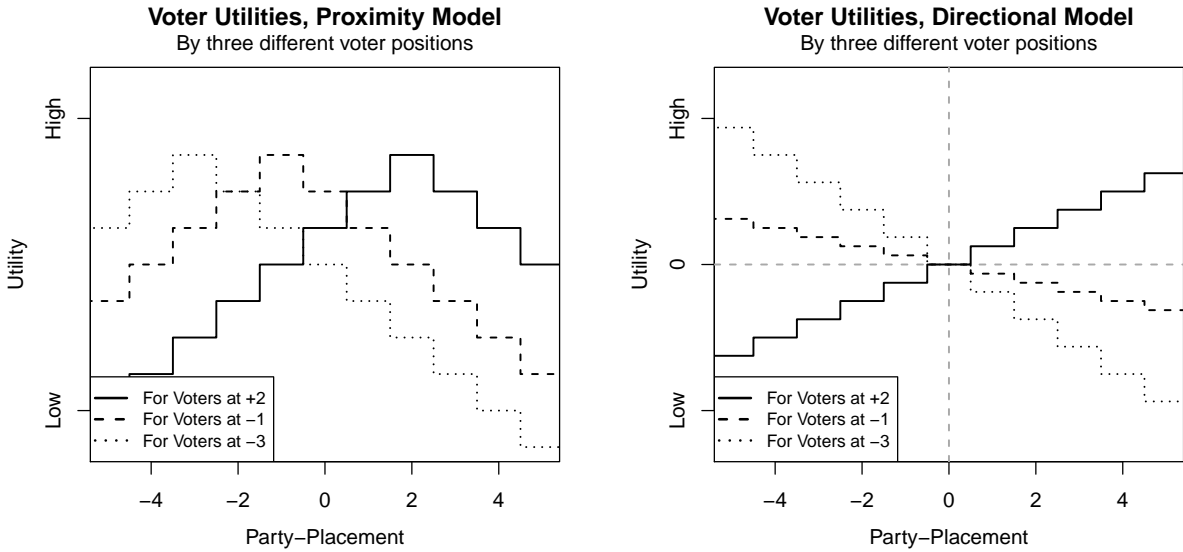 Voter Utilities, Proximity Model
By three different voter positions
High
Utility
Low
For Voters at +2
For Voters at −1
For Voters at −3
−4 −2 0 2 4
Party−Placement
Voter Utilities, Directional Model
By three different voter positions
High
Utility
0
Low
For Voters at +2
For Voters at −1
For Voters at −3
−4 −2 0 2 4
Party−Placement